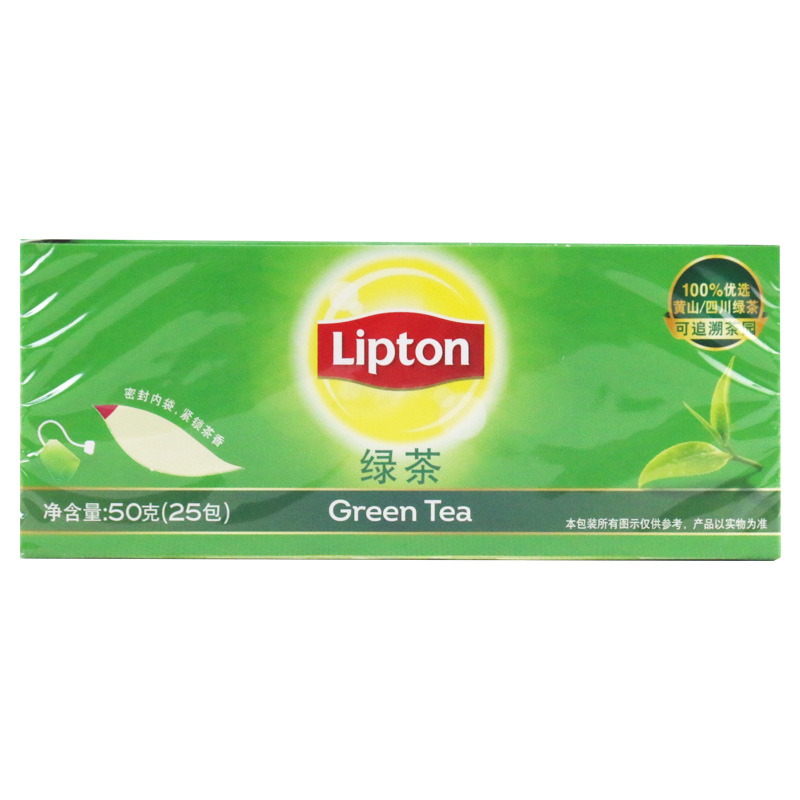 100%优选
黄山/四川绿茶
可追溯茶园
Lipton
密封内袋,紧锁茶香
绿茶
净含量:50克(25包)
Green Tea
本包装所有图示仅供参考,产品以实物为准